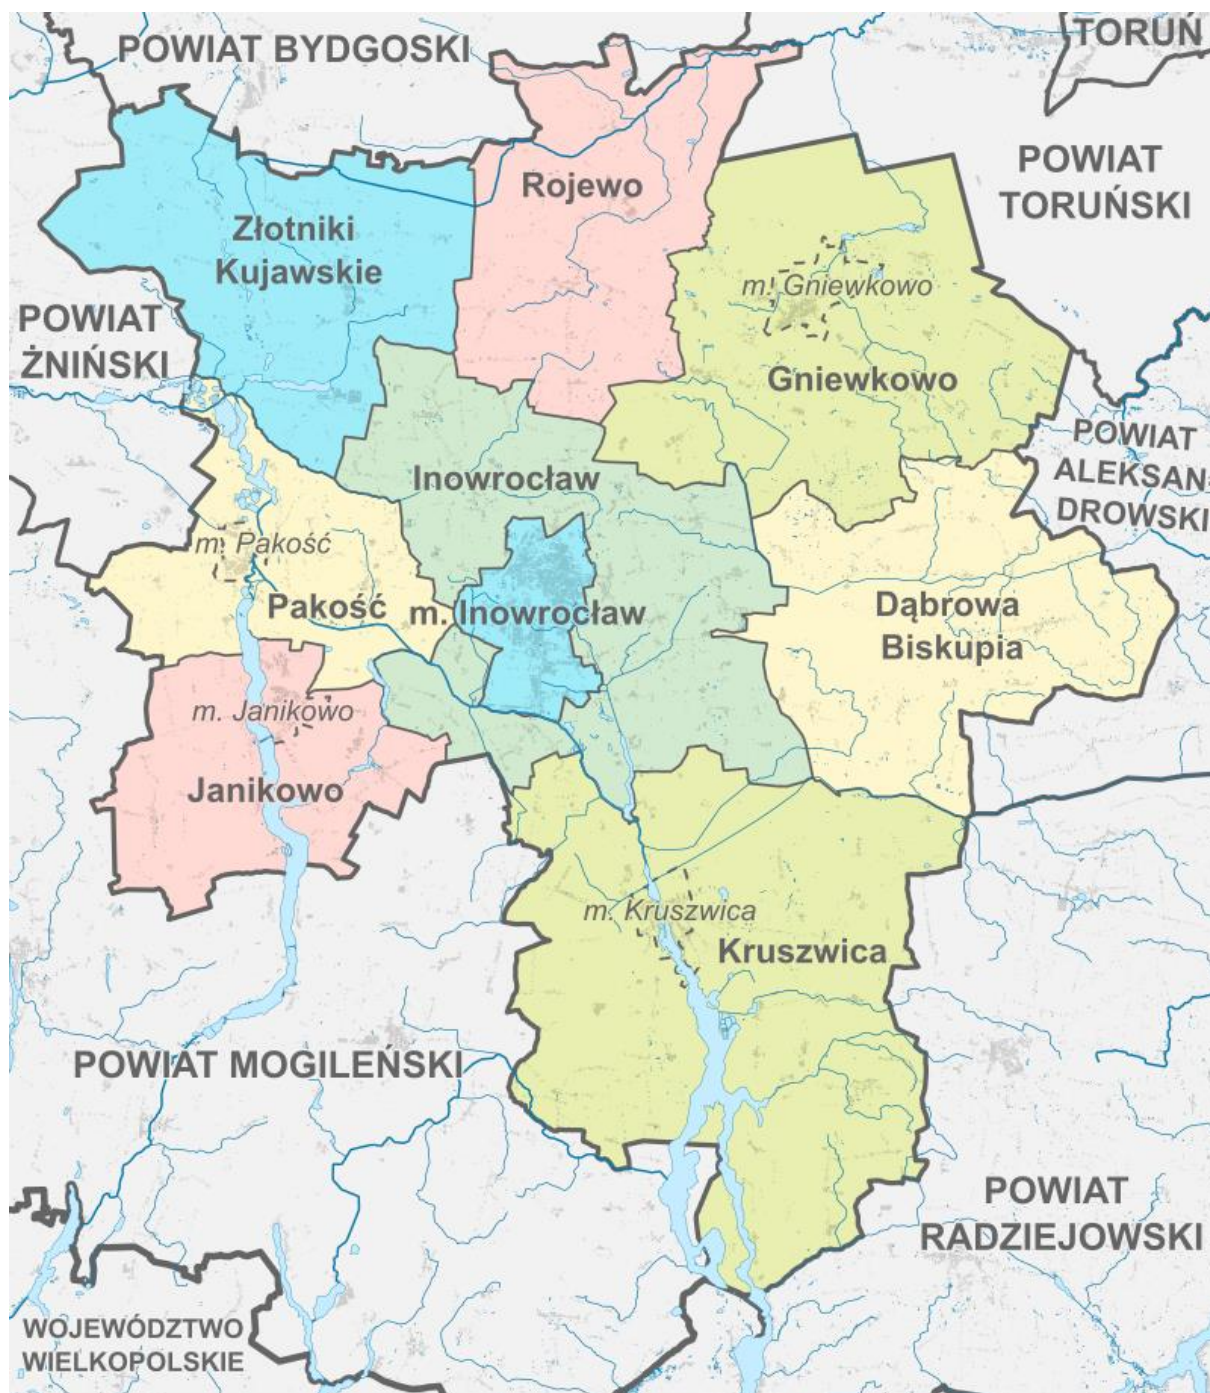 POWIAT BYDGOSKI
TORUŃ
POWIAT
TORUŃSKI
Rojewo
Złotniki
Kujawskie
m. Gniewkowo
POWIAT
ŻNIŃSKI
Gniewkowo
POWIAT
ALEKSAN-
DROWSKI
Inowrocław
m. Pakość
Pakość
m. Inowrocław
Dąbrowa
Biskupia
m. Janikowo
Janikowo
m. Kruszwica
Kruszwica
POWIAT MOGILEŃSKI
POWIAT
RADZIEJOWSKI
WOJEWÓDZTWO
WIELKOPOLSKIE